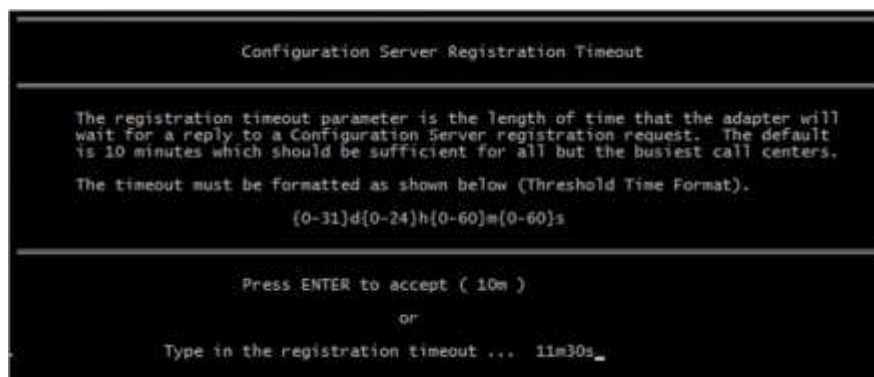 Configuration Server Registration Timeout
The registration timeout parameter is the length of time that the adapter will
wait for a reply to a Configuration Server registration request. The default
is 10 minutes which should be sufficient for all but the busiest call centers.
The timeout must be formatted as shown below (Threshold Time Format).
{0-31}d{0-24}h{0-60}m{0-60}s
Press ENTER to accept ( 10m )
or
Type in the registration timeout ... 11m30s_